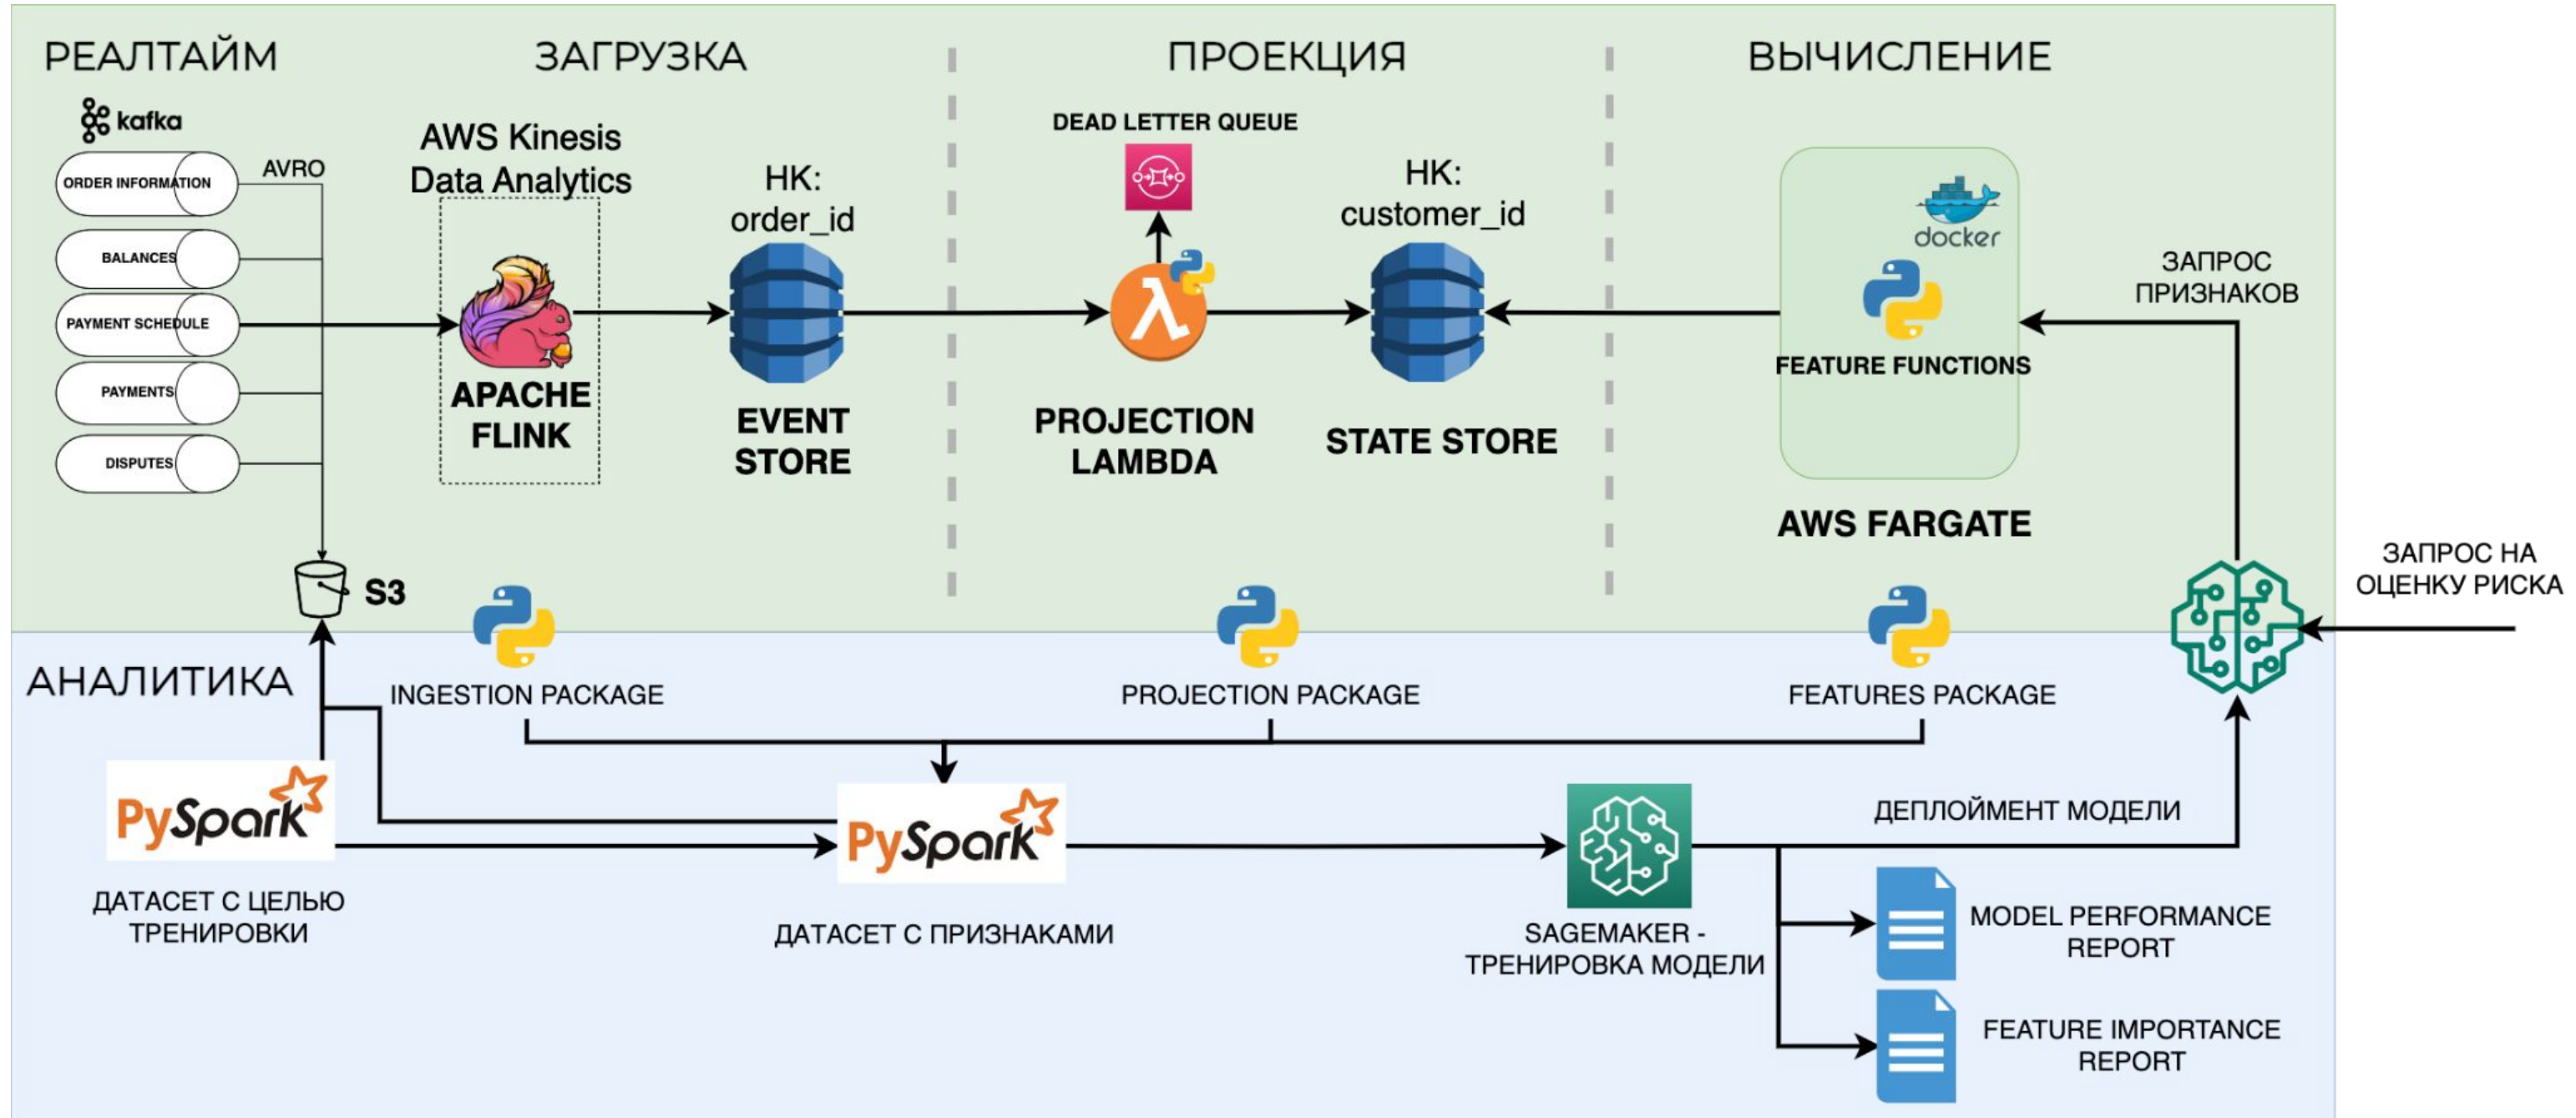 РЕАЛТАЙМ
ЗАГРУЗКА
ПРОЕКЦИЯ
ВЫЧИСЛЕНИЕ
kafka
AVRO
ORDER INFORMATION
BALANCES
PAYMENT SCHEDULE
PAYMENTS
DISPUTES
AWS Kinesis
Data Analytics
APACHE
FLINK
HK:
order_id
EVENT
STORE
DEAD LETTER QUEUE
PROJECTION
LAMBDA
HK:
customer_id
STATE STORE
docker
FEATURE FUNCTIONS
AWS FARGATE
ЗАПРОС
ПРИЗНАКОВ
ЗАПРОС НА
ОЦЕНКУ РИСКА
S3
АНАЛИТИКА
INGESTION PACKAGE
PROJECTION PACKAGE
FEATURES PACKAGE
PySpark
ДАТАСЕТ С ЦЕЛЬЮ
ТРЕНИРОВКИ
PySpark
ДАТАСЕТ С ПРИЗНАКАМИ
SAGEMAKER -
ТРЕНИРОВКА МОДЕЛИ
ДЕПЛОЙМЕНТ МОДЕЛИ
MODEL PERFORMANCE
REPORT
FEATURE IMPORTANCE
REPORT